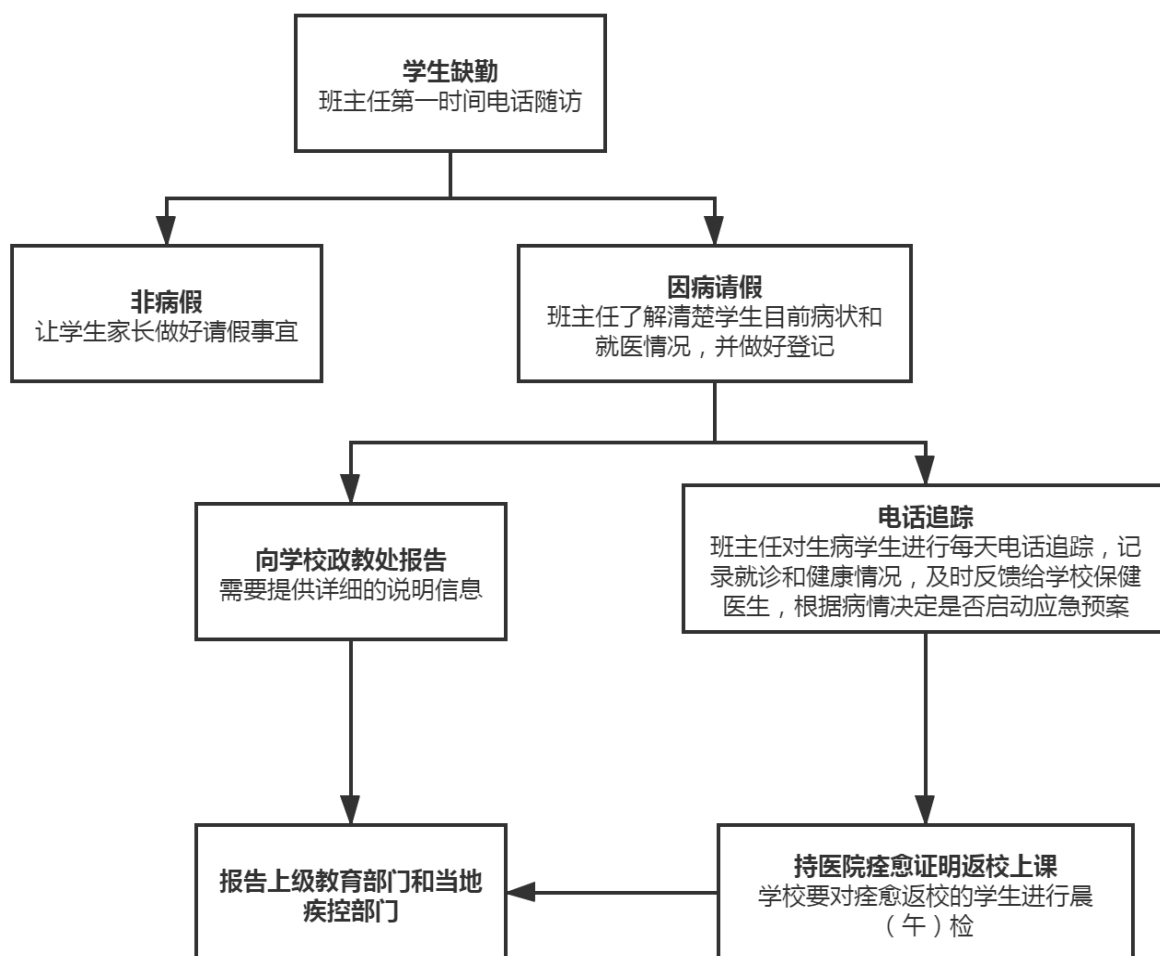 学生缺勤
班主任第一时间电话随访
非病假
让学生家长做好请假事宜
因病请假
班主任了解清楚学生目前病状和
就医情况，并做好登记
向学校政教处报告
需要提供详细的说明信息
电话追踪
班主任对生病学生进行每天电话追踪，记
录就诊和健康情况，及时反馈给学校保健
医生，根据病情决定是否启动应急预案
报告上级教育部门和当地
疾控部门
持医院痊愈证明返校上课
学校要对痊愈返校的学生进行晨
（午）检